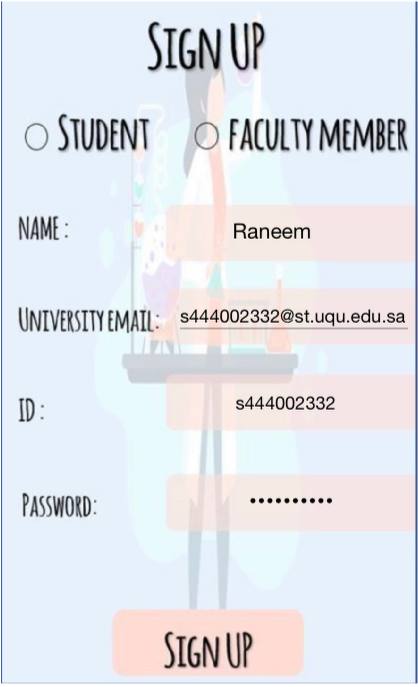 SIGN UP
STUDENT FACULTY MEMBER
NAME : Raneem
UNIVERSITY EMAIL: s444002332@st.uqu.edu.sa
ID : s444002332
PASSWORD: ••••••••••
SIGN UP